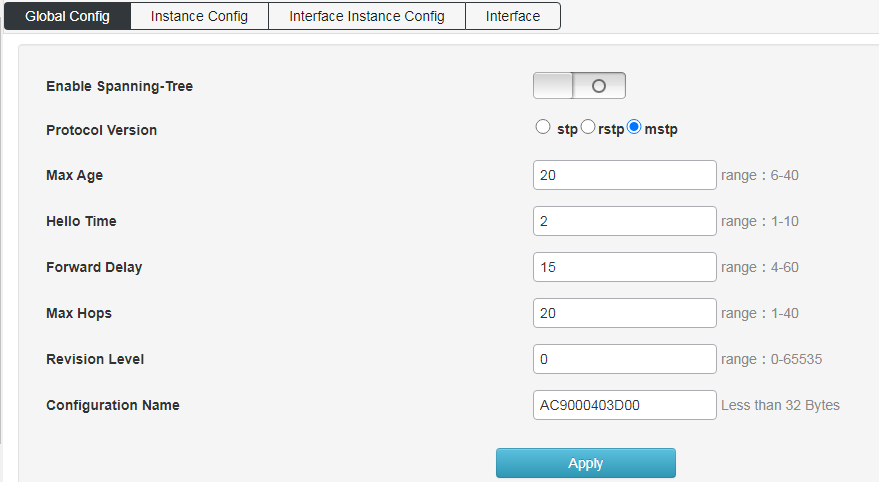 Global Config Instance Config Interface Instance Config Interface
Enable Spanning-Tree
Protocol Version stp rstp mstp
Max Age 20 range：6-40
Hello Time 2 range：1-10
Forward Delay 15 range：4-60
Max Hops 20 range：1-40
Revision Level 0 range：0-65535
Configuration Name AC9000403D00 Less than 32 Bytes
Apply